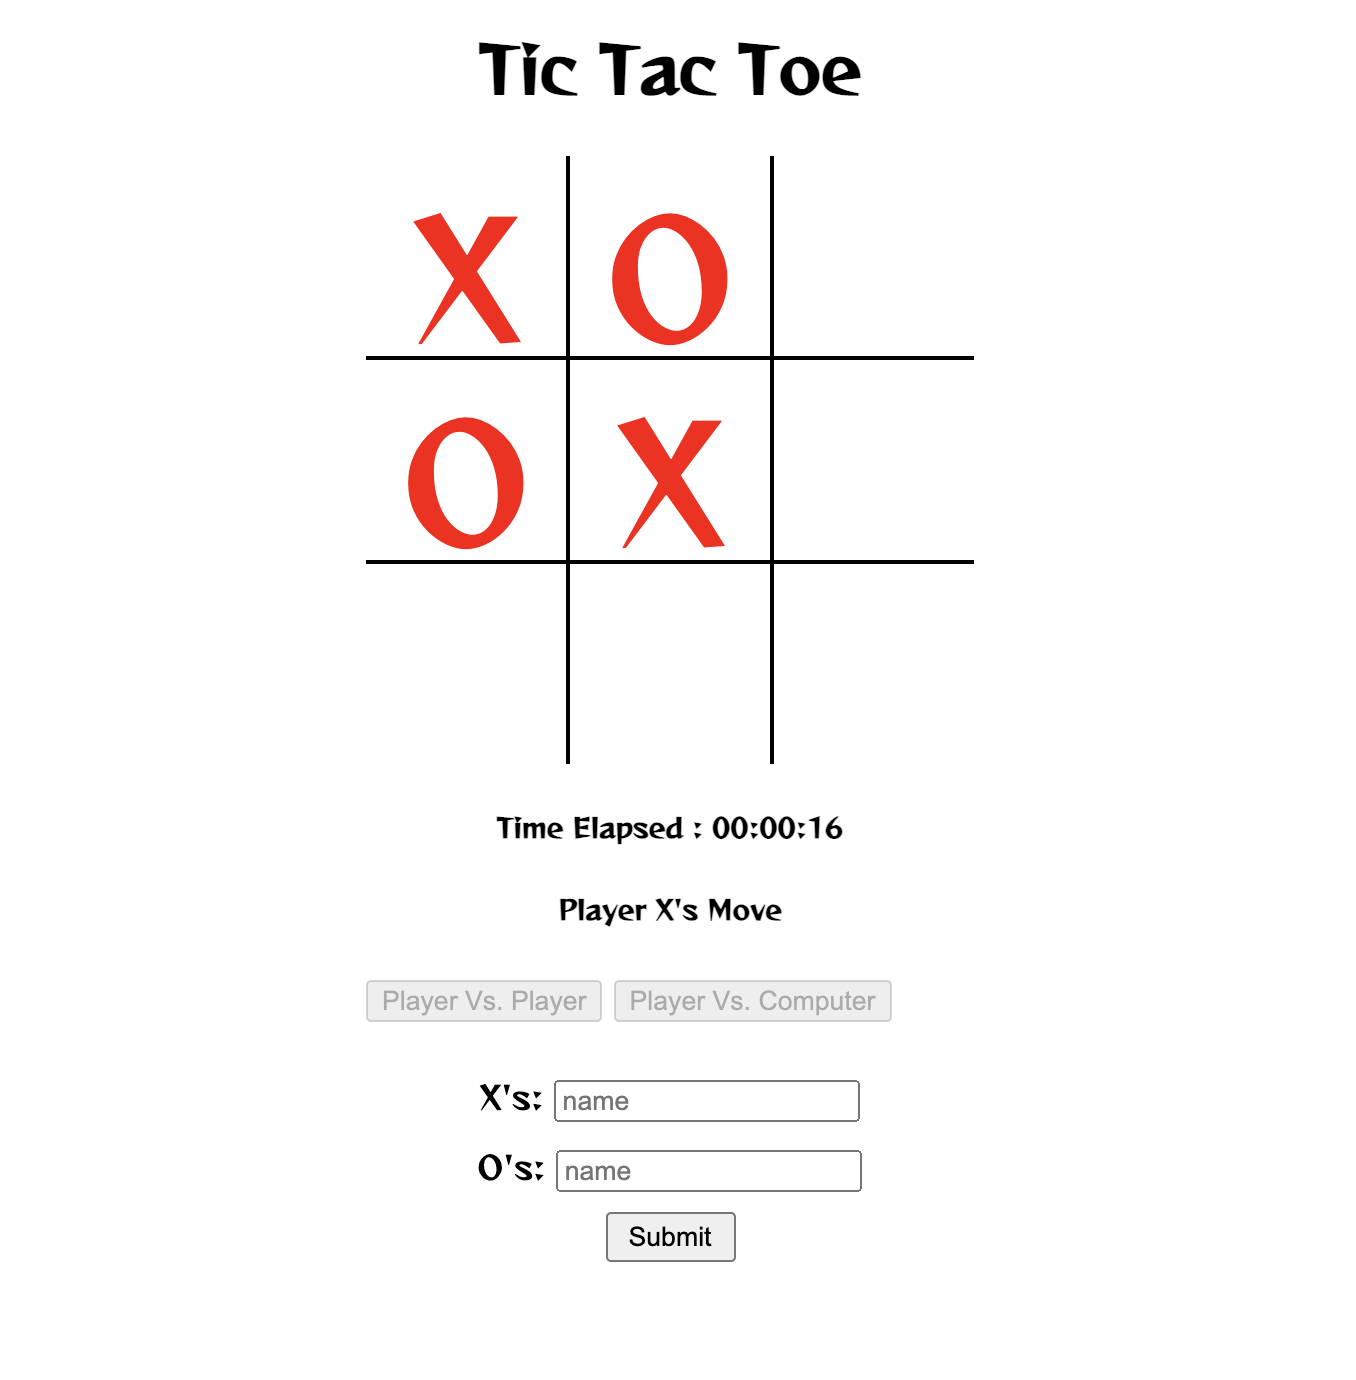 Tic Tac Toe
X O
O X
Time Elapsed : 00:00:16
Player X's Move
Player Vs. Player Player Vs. Computer
X's: name
O's: name
Submit